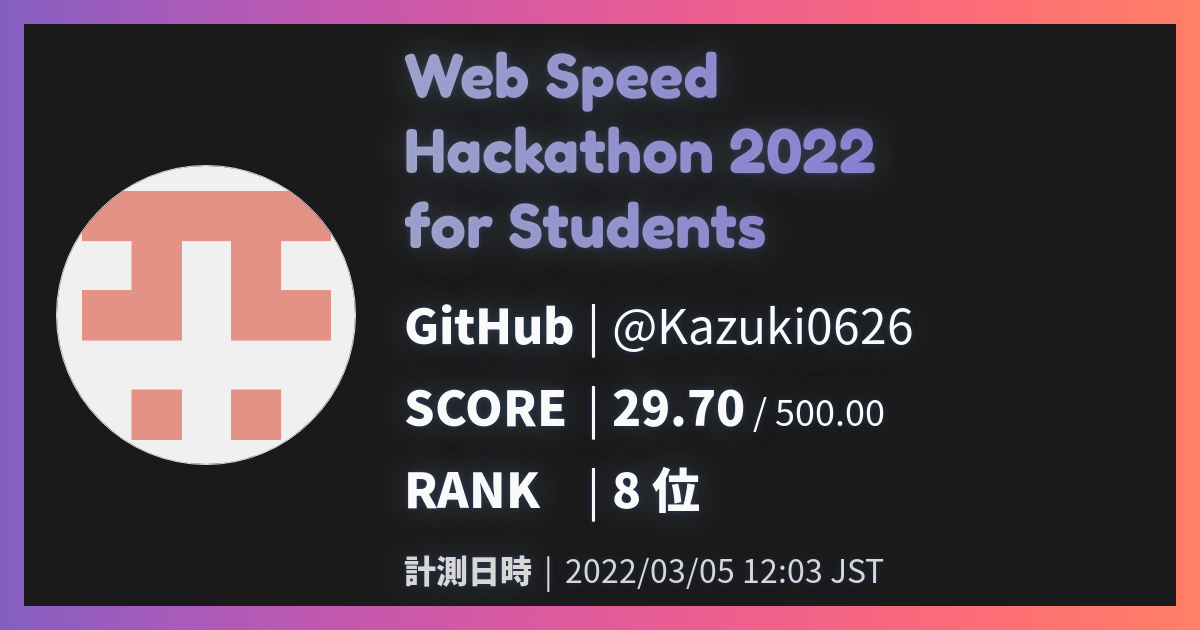 Web Speed
Hackathon 2022
for Students
GitHub | @Kazuki0626
SCORE | 29.70 / 500.00
RANK | 8 位
計測日時 | 2022/03/05 12:03 JST